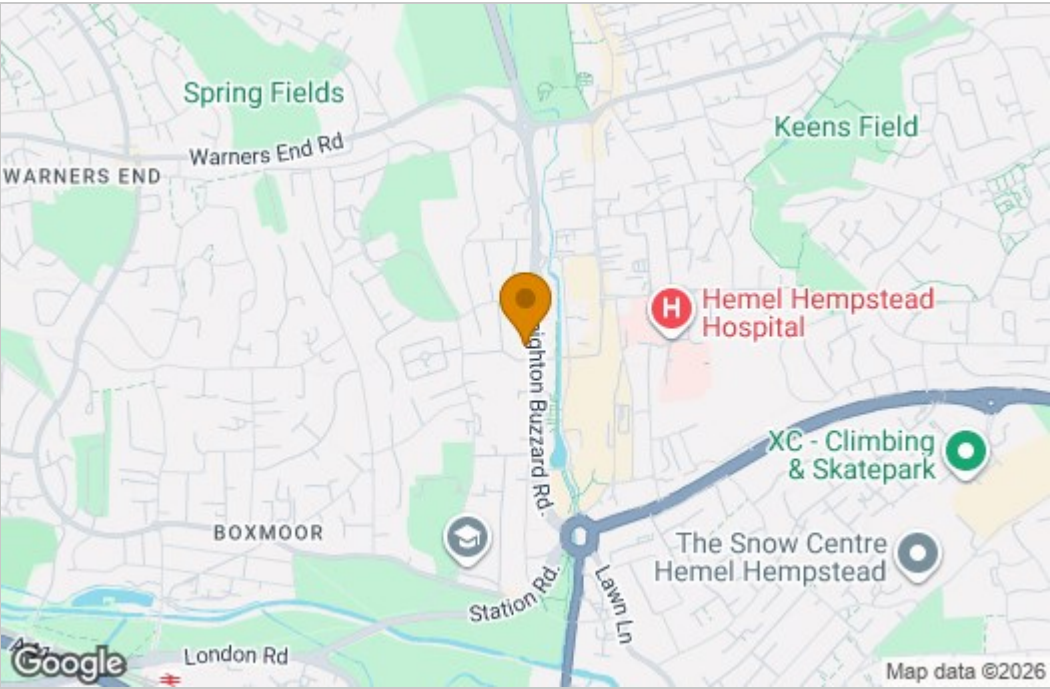 Spring Fields
Keens Field
Warners End Rd
WARNERS END
Hemel Hempstead
Hospital
Buzzard Rd.
XC - Climbing
& Skatepark
BOXMOOR
The Snow Centre
Hemel Hempstead
Station Rd.
Lawn Ln
London Rd
Google
Map data ©2026